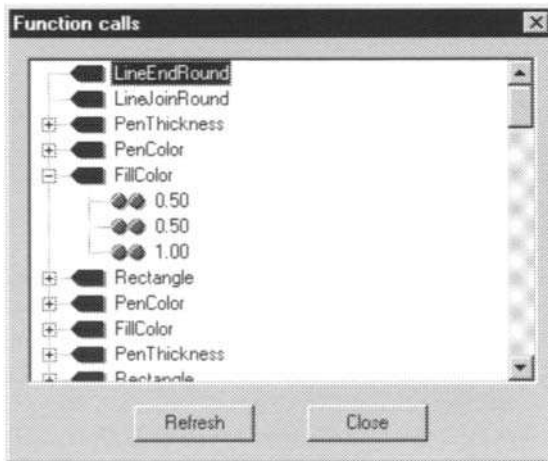 Function calls
LineEndRound
LineJoinRound
PenThickness
PenColor
FillColor
0.50
0.50
1.00
Rectangle
PenColor
FillColor
PenThickness
Rectangle
Refresh
Close